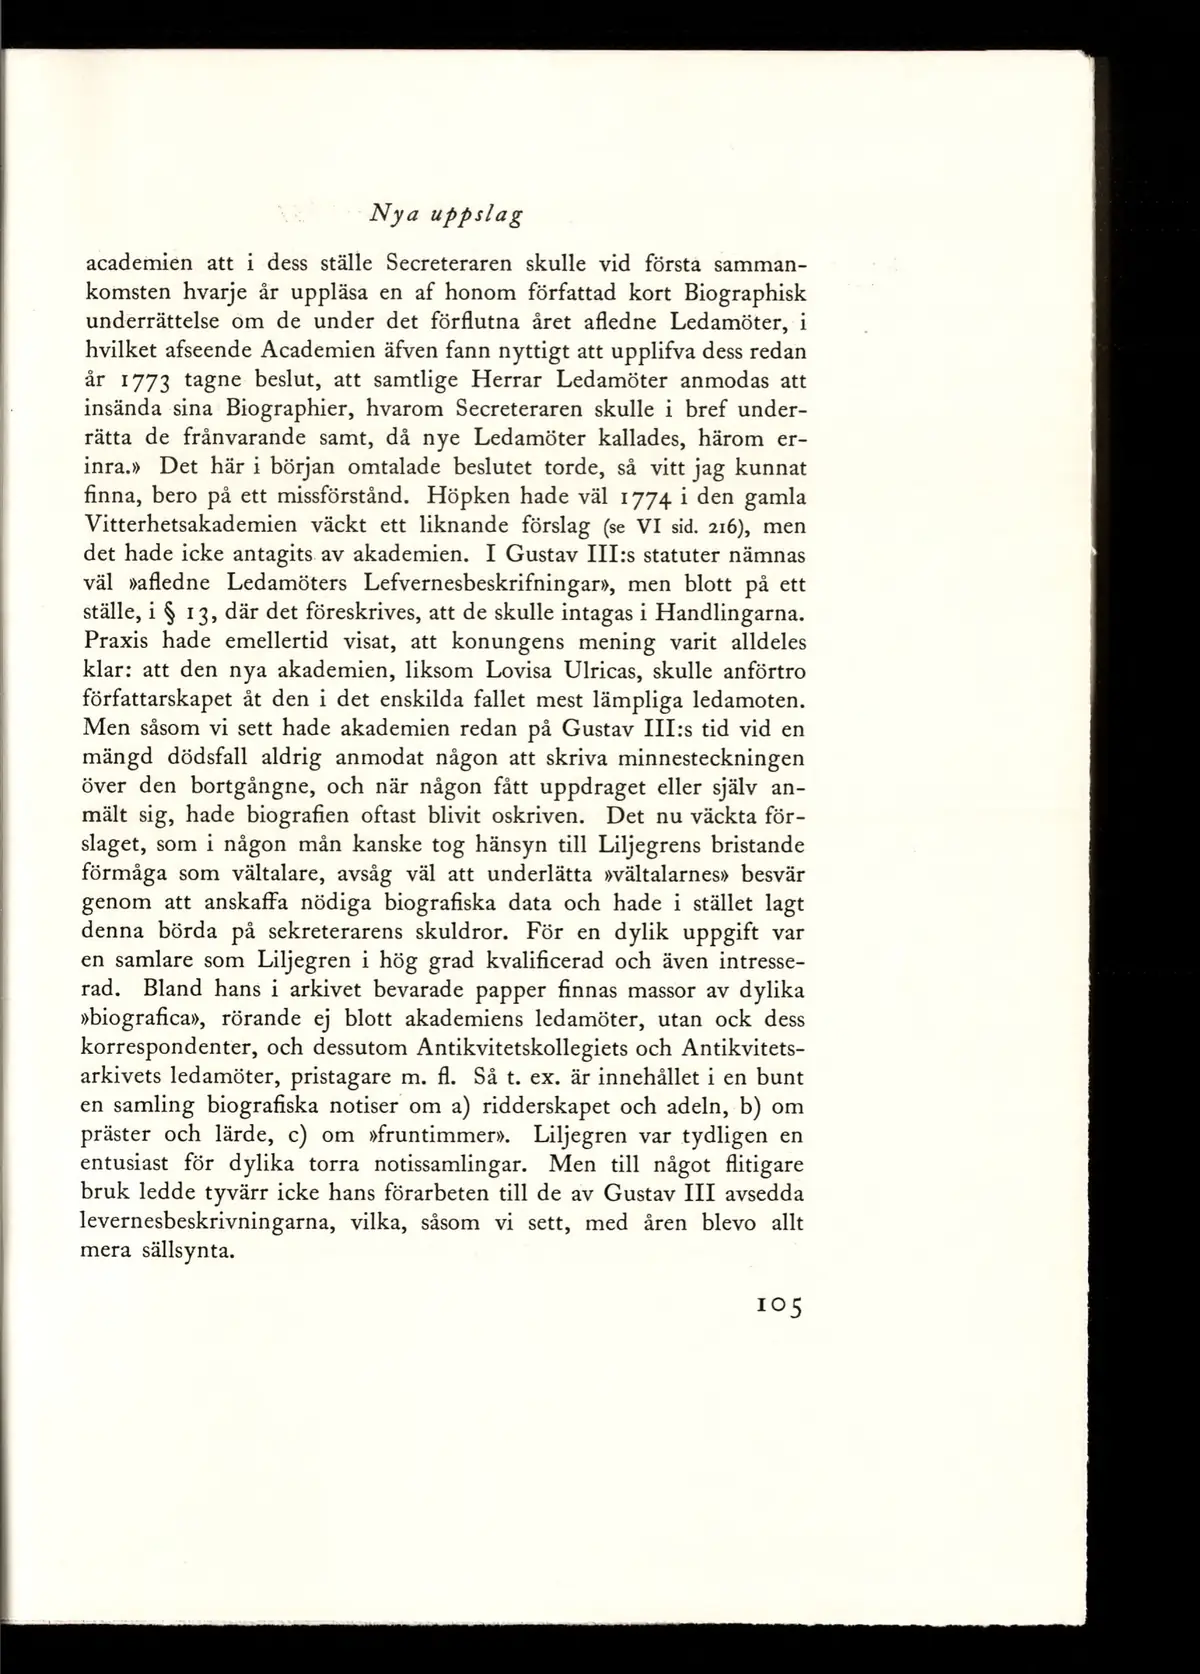 Nya uppslag
academien att i dess ställe Secreteraren skulle vid första samman-
komsten hvarje år uppläsa en af honom författad kort Biographisk
underrättelse om de under det förflutna året afledne Ledamöter, i
hvilket afseende Academien äfven fann nyttigt att upplifva dess redan
år 1773 tagne beslut, att samtlige Herrar Ledamöter anmodas att
insända sina Biographier, hvarom Secreteraren skulle i bref under-
rätta de frånvarande samt, då nye Ledamöter kallades, härom er-
inra.» Det här i början omtalade beslutet torde, så vitt jag kunnat
finna, bero på ett missförstånd. Höpken hade väl 1774 i den gamla
Vitterhetsakademien väckt ett liknande förslag (se VI sid. 216), men
det hade icke antagits av akademien. I Gustav III:s statuter nämnas
väl »afledne Ledamöters Lefvernesbeskrifningar», men blott på ett
ställe, i § 13, där det föreskrives, att de skulle intagas i Handlingarna.
Praxis hade emellertid visat, att konungens mening varit alldeles
klar: att den nya akademien, liksom Lovisa Ulricas, skulle anförtro
författarskapet åt den i det enskilda fallet mest lämpliga ledamoten.
Men såsom vi sett hade akademien redan på Gustav III:s tid vid en
mängd dödsfall aldrig anmodat någon att skriva minnesteckningen
över den bortgångne, och när någon fått uppdraget eller själv an-
mält sig, hade biografien oftast blivit oskriven. Det nu väckta för-
slaget, som i någon mån kanske tog hänsyn till Liljegrens bristande
förmåga som vältalare, avsåg väl att underlätta »vältalarnes» besvär
genom att anskaffa nödiga biografiska data och hade i stället lagt
denna börda på sekreterarens skuldror. För en dylik uppgift var
en samlare som Liljegren i hög grad kvalificerad och även intresse-
rad. Bland hans i arkivet bevarade papper finnas massor av dylika
»biografica», rörande ej blott akademiens ledamöter, utan ock dess
korrespondenter, och dessutom Antikvitetskollegiets och Antikvitets-
arkivets ledamöter, pristagare m. fl. Så t. ex. är innehållet i en bunt
en samling biografiska notiser om a) ridderskapet och adeln, b) om
präster och lärde, c) om »fruntimmer». Liljegren var tydligen en
entusiast för dylika torra notissamlingar. Men till något flitigare
bruk ledde tyvärr icke hans förarbeten till de av Gustav III avsedda
levernesbeskrivningarna, vilka, såsom vi sett, med åren blevo allt
mera sällsynta.
105